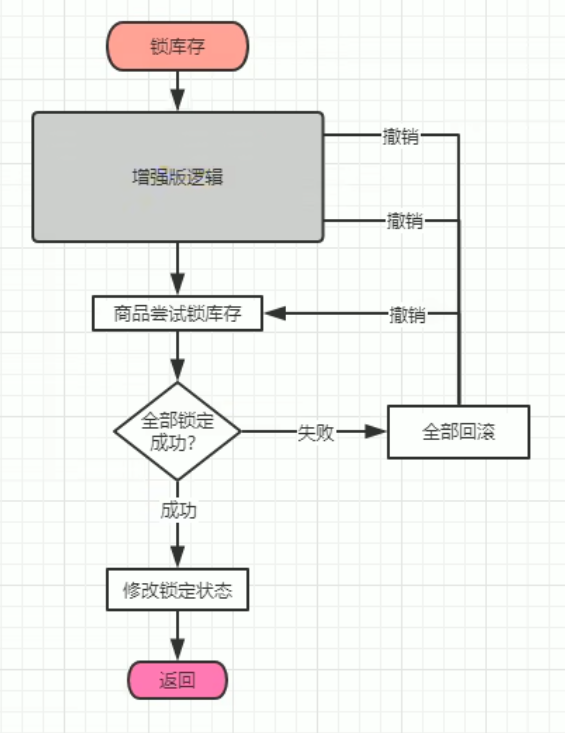 锁库存
撤销
增强版逻辑
撤销
商品尝试锁库存
撤销
全部锁定
成功?
失败
全部回滚
成功
修改锁定状态
返回